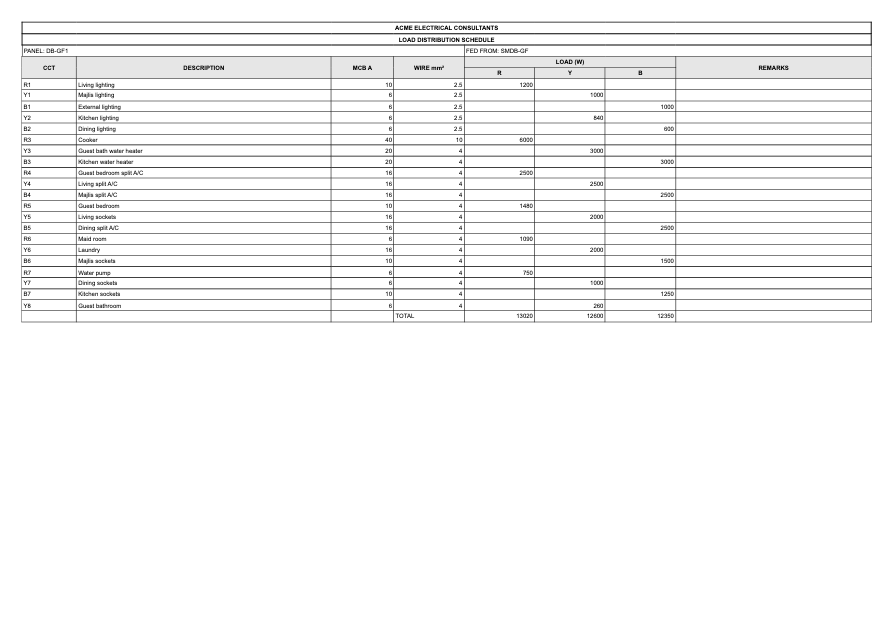 ACME ELECTRICAL CONSULTANTS
LOAD DISTRIBUTION SCHEDULE
PANEL: DB-GF1 FED FROM: SMDB-GF
CCT DESCRIPTION MCB A WIRE mm² LOAD (W) REMARKS
R Y B
R1 Living lighting 10 2.5 1200
Y1 Majlis lighting 6 2.5 1000
B1 External lighting 6 2.5 1000
Y2 Kitchen lighting 6 2.5 840
B2 Dining lighting 6 2.5 600
R3 Cooker 40 10 6000
Y3 Guest bath water heater 20 4 3000
B3 Kitchen water heater 20 4 3000
R4 Guest bedroom split A/C 16 4 2500
Y4 Living split A/C 16 4 2500
B4 Majlis split A/C 16 4 2500
R5 Guest bedroom 10 4 1480
Y5 Living sockets 16 4 2000
B5 Dining split A/C 16 4 2500
R6 Maid room 6 4 1090
Y6 Laundry 16 4 2000
B6 Majlis sockets 10 4 1500
R7 Water pump 6 4 750
Y7 Dining sockets 6 4 1000
B7 Kitchen sockets 10 4 1250
Y8 Guest bathroom 6 4 260
TOTAL 13020 12600 12350